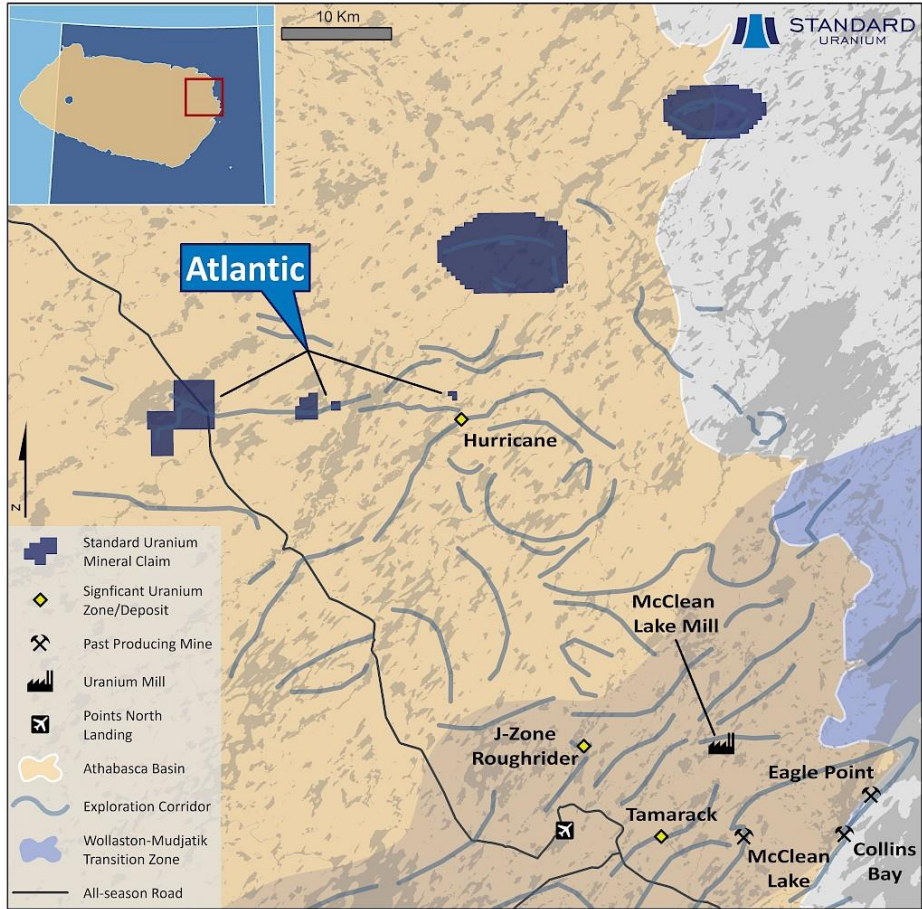 10 Km
STANDARD
URANIUM
Atlantic
Hurricane
N
Standard Uranium
Mineral Claim
Signficant Uranium
Zone/Deposit
Past Producing Mine
Uranium Mill
Points North
Landing
Athabasca Basin
Exploration Corridor
Wollaston-Mudjatik
Transition Zone
All-season Road
McClean
Lake Mill
J-Zone
Roughrider
Eagle Point
Tamarack
McClean
Lake
Collins
Bay